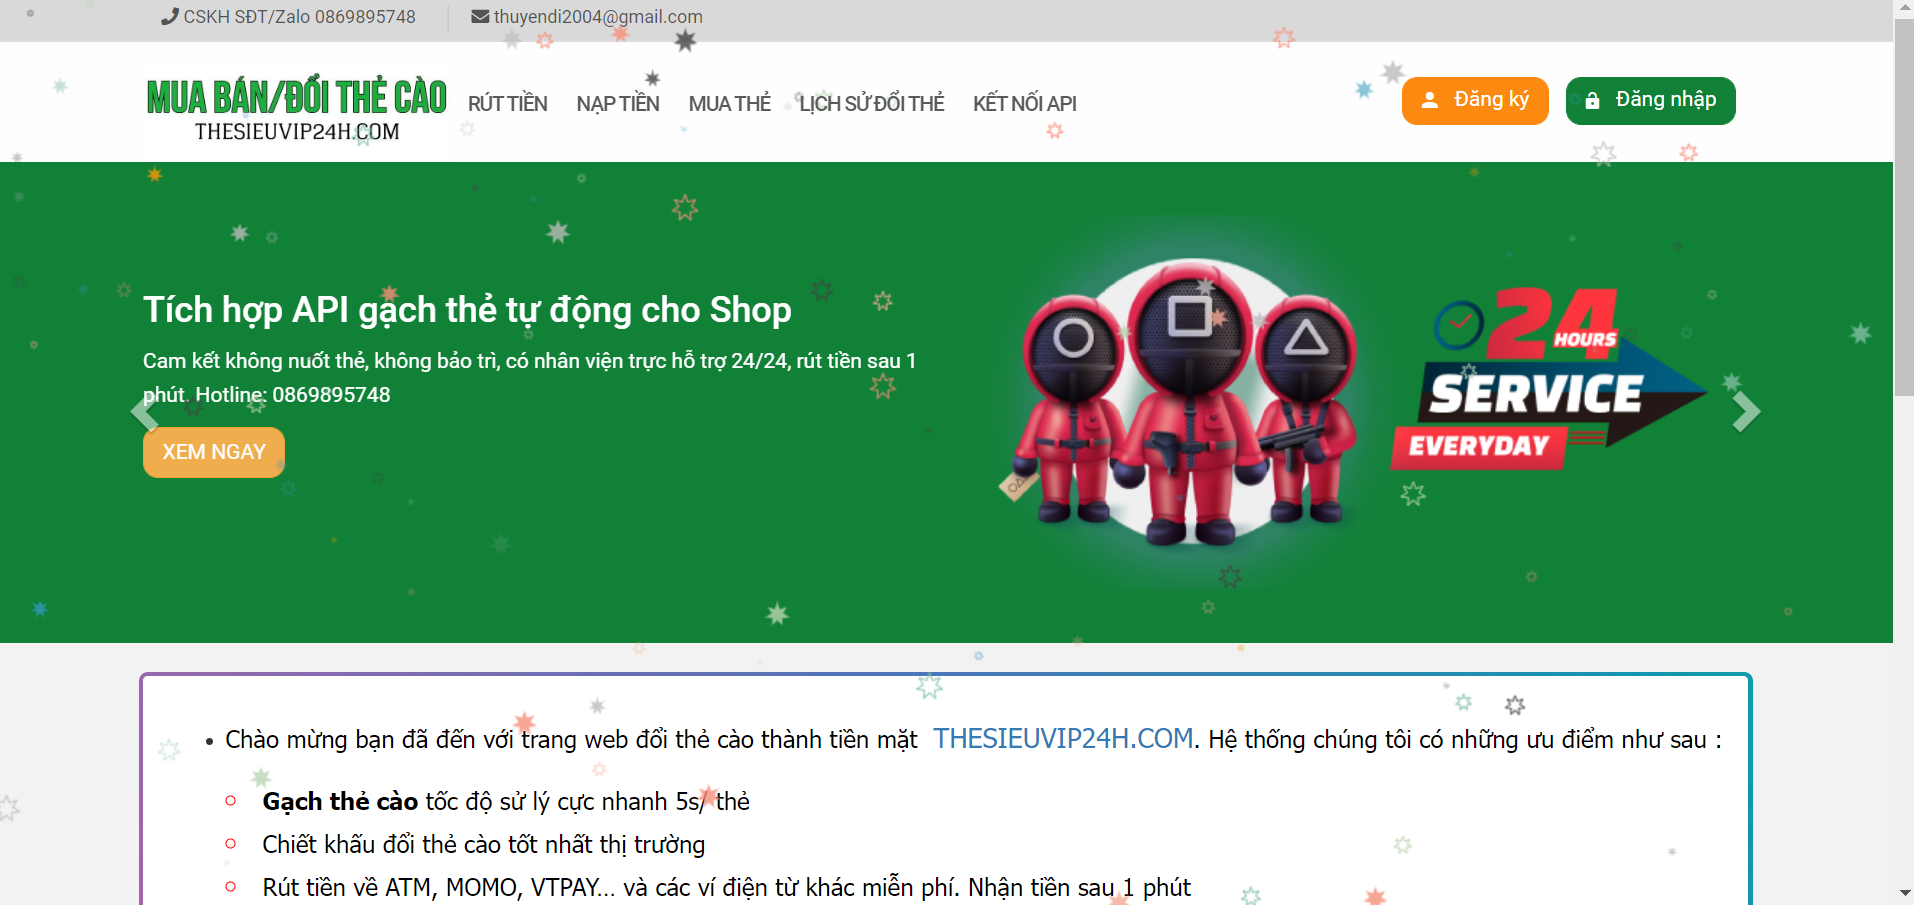 CSKH SĐT/Zalo 0869895748
thuyendi2004@gmail.com
MUA BÁN/ĐỔI THẺ CÀO
THESIEUVIP24H.COM
RÚT TIỀN
NẠP TIỀN
MUA THẺ
LỊCH SỬ ĐỔI THẺ
KẾT NỐI API
Đăng ký
Đăng nhập
Tích hợp API gạch thẻ tự động cho Shop
Cam kết không nuốt thẻ, không bảo trì, có nhân viên trực hỗ trợ 24/24, rút tiền sau 1
phút. Hotline: 0869895748
XEM NGAY
24
HOURS
SERVICE
EVERYDAY
Chào mừng bạn đã đến với trang web đổi thẻ cào thành tiền mặt THESIEUVIP24H.COM. Hệ thống chúng tôi có những ưu điểm như sau :
Gạch thẻ cào tốc độ sử lý cực nhanh 5s/ thẻ
Chiết khấu đổi thẻ cào tốt nhất thị trường
Rút tiền về ATM, MOMO, VTPAY... và các ví điện từ khác miễn phí. Nhận tiền sau 1 phút